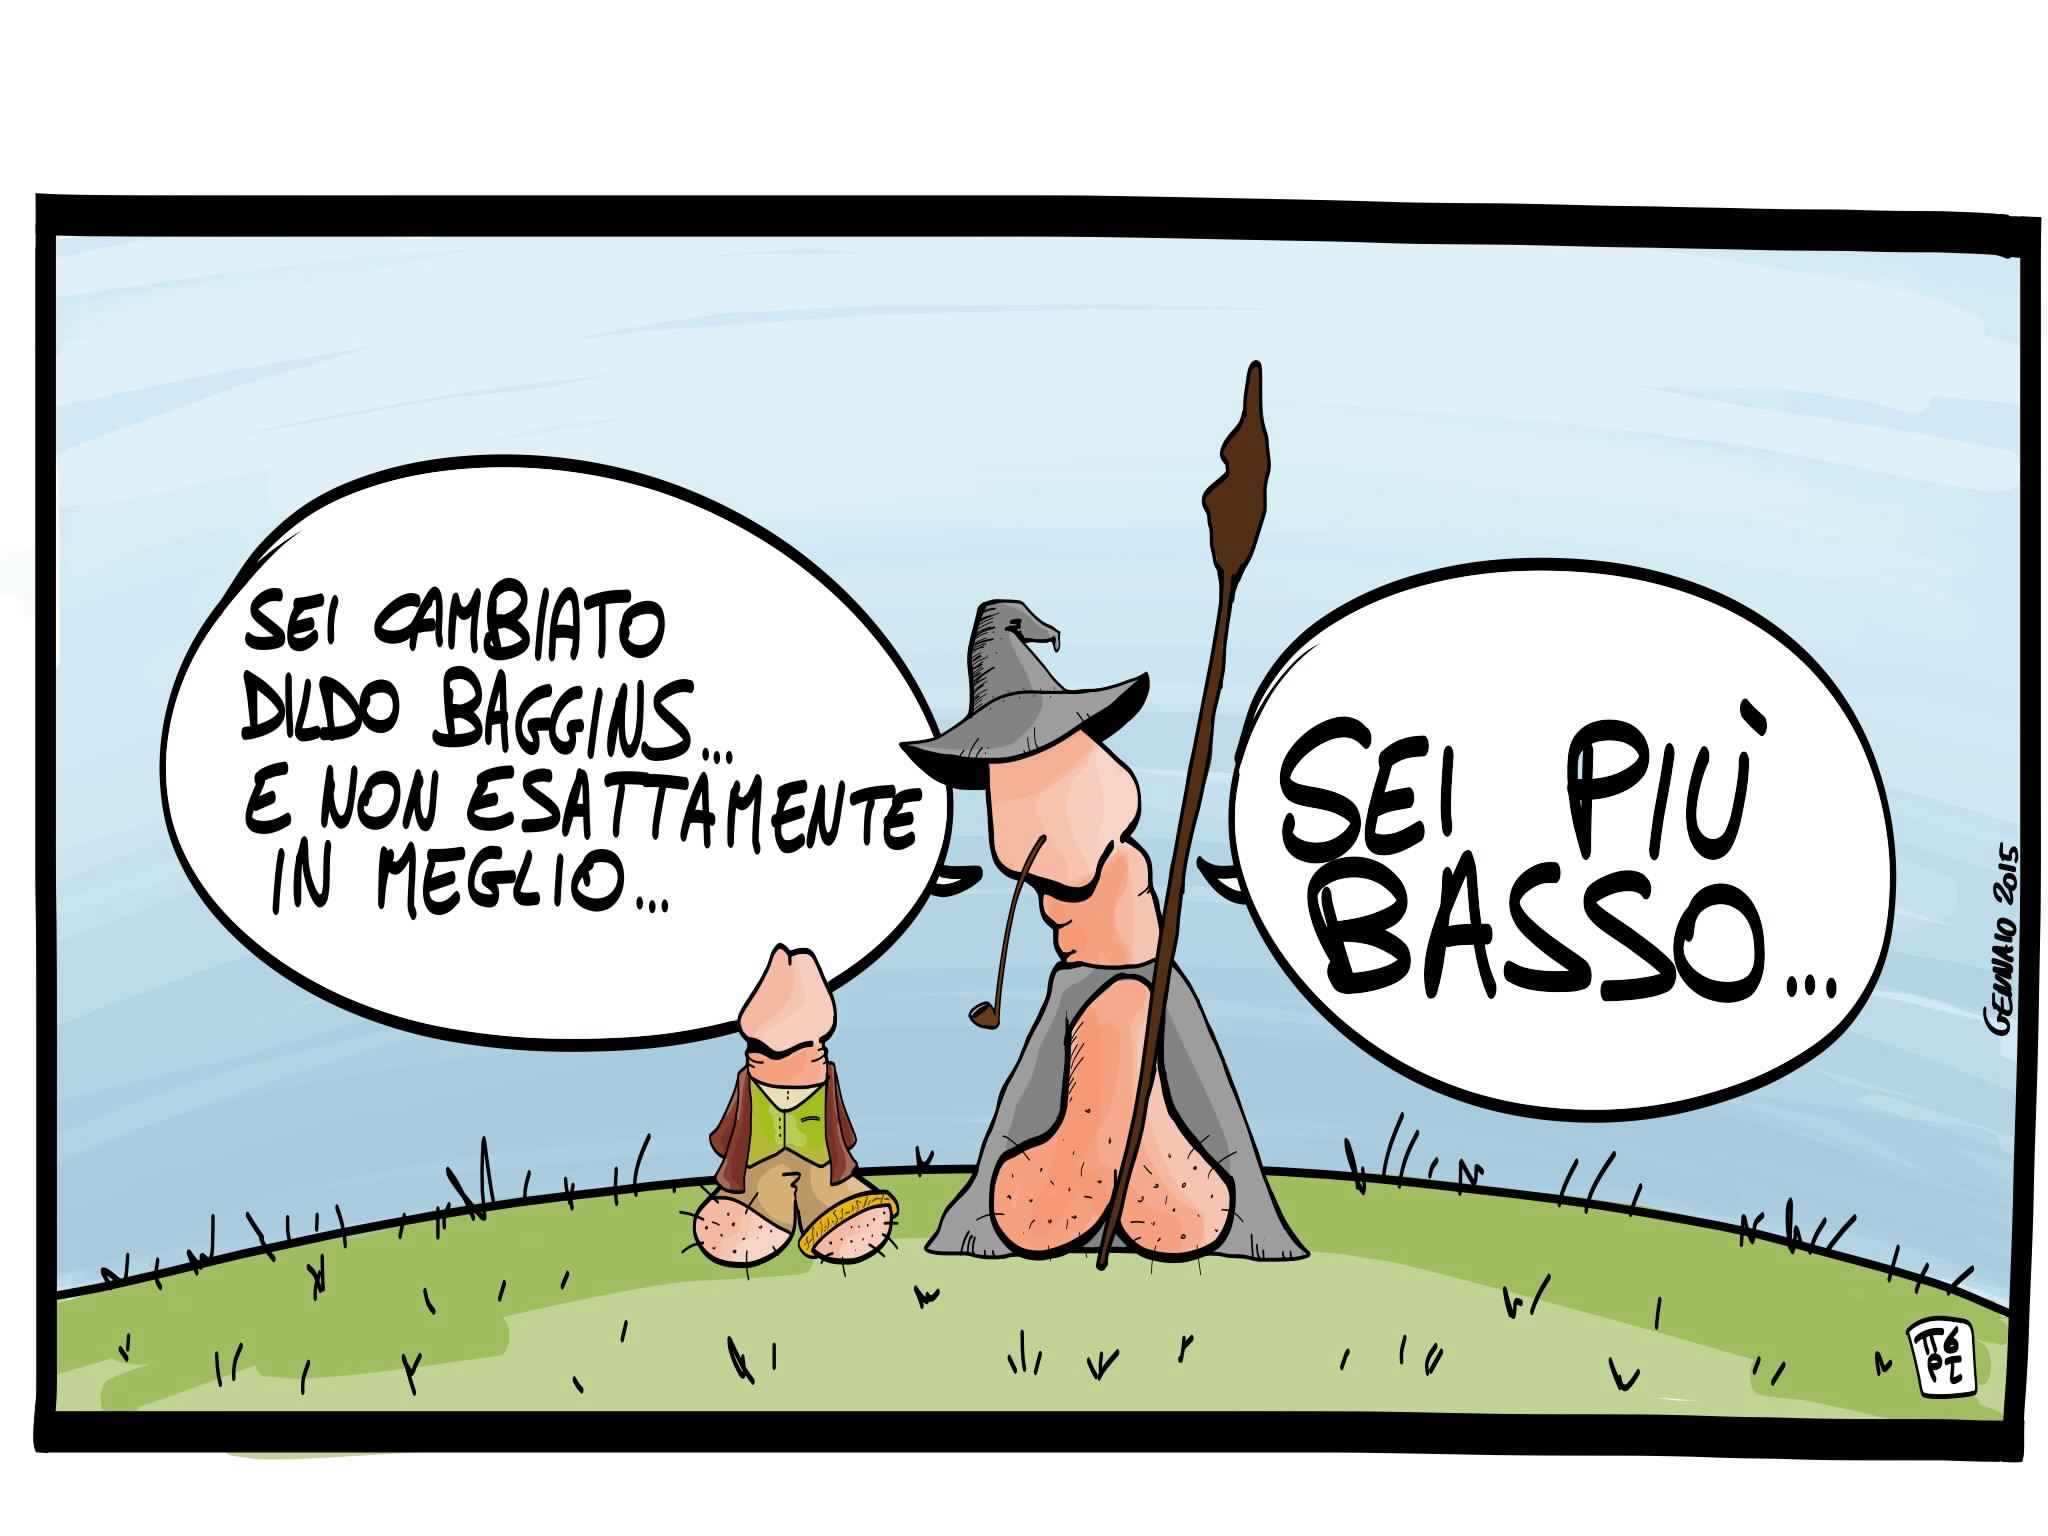 SEI CAMBIATO
DILDO BAGGINS...
E NON ESATTAMENTE
IN MEGLIO...
SEI PIÙ
BASSO...
GENNAIO 2015